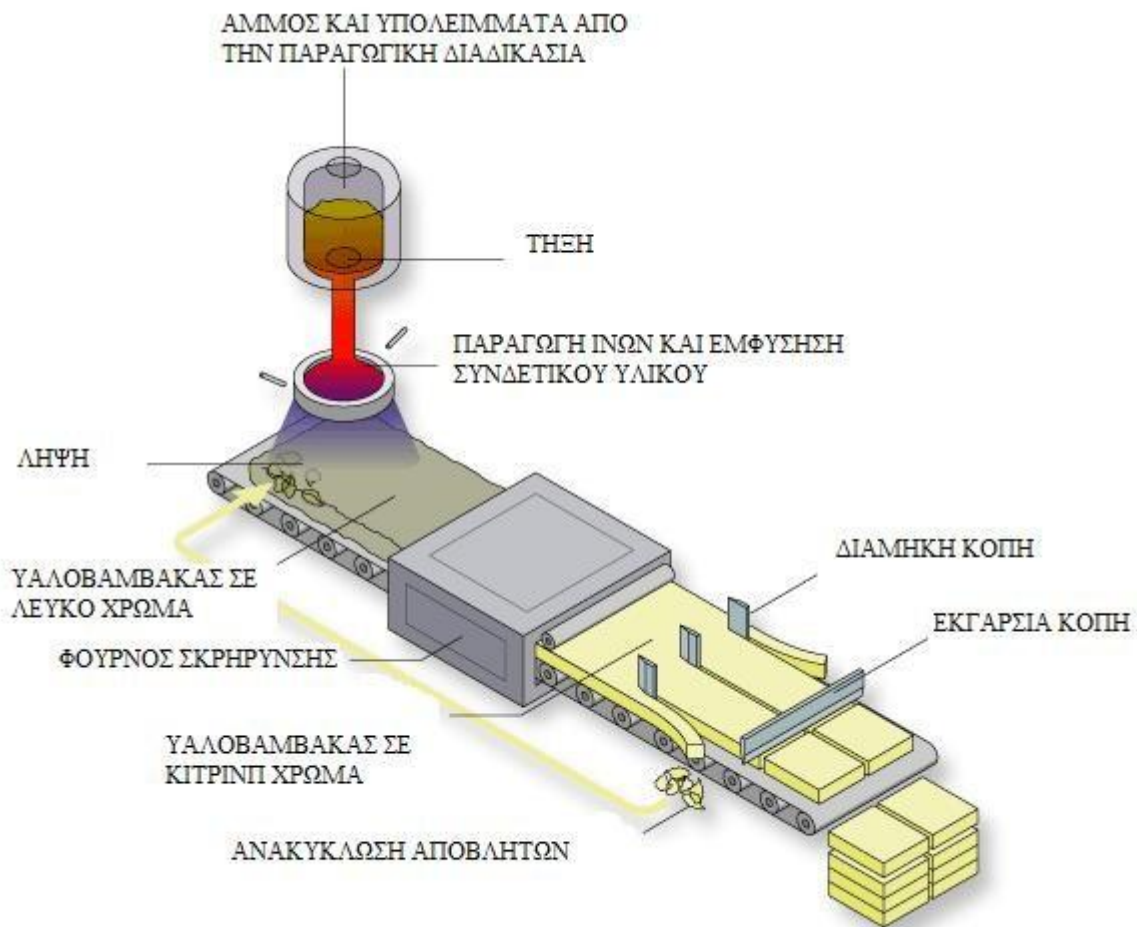 ΑΜΜΟΣ ΚΑΙ ΥΠΟΛΕΙΜΜΑΤΑ ΑΠΟ
ΤΗΝ ΠΑΡΑΓΩΓΙΚΗ ΔΙΑΔΙΚΑΣΙΑ
ΤΗΞΗ
ΠΑΡΑΓΩΓΗ ΙΝΩΝ ΚΑΙ ΕΜΦΥΣΗΣΗ
ΣΥΝΔΕΤΙΚΟΥ ΥΛΙΚΟΥ
ΛΗΨΗ
ΔΙΑΜΗΚΗ ΚΟΠΗ
ΥΑΛΟΒΑΜΒΑΚΑΣ ΣΕ
ΛΕΥΚΟ ΧΡΩΜΑ
ΕΚΓΑΡΣΙΑ ΚΟΠΗ
ΦΟΥΡΝΟΣ ΣΚΡΗΡΥΝΣΗΣ
ΥΑΛΟΒΑΜΒΑΚΑΣ ΣΕ
ΚΙΤΡΙΝΠ ΧΡΩΜΑ
ΑΝΑΚΥΚΛΩΣΗ ΑΠΟΒΛΗΤΩΝ